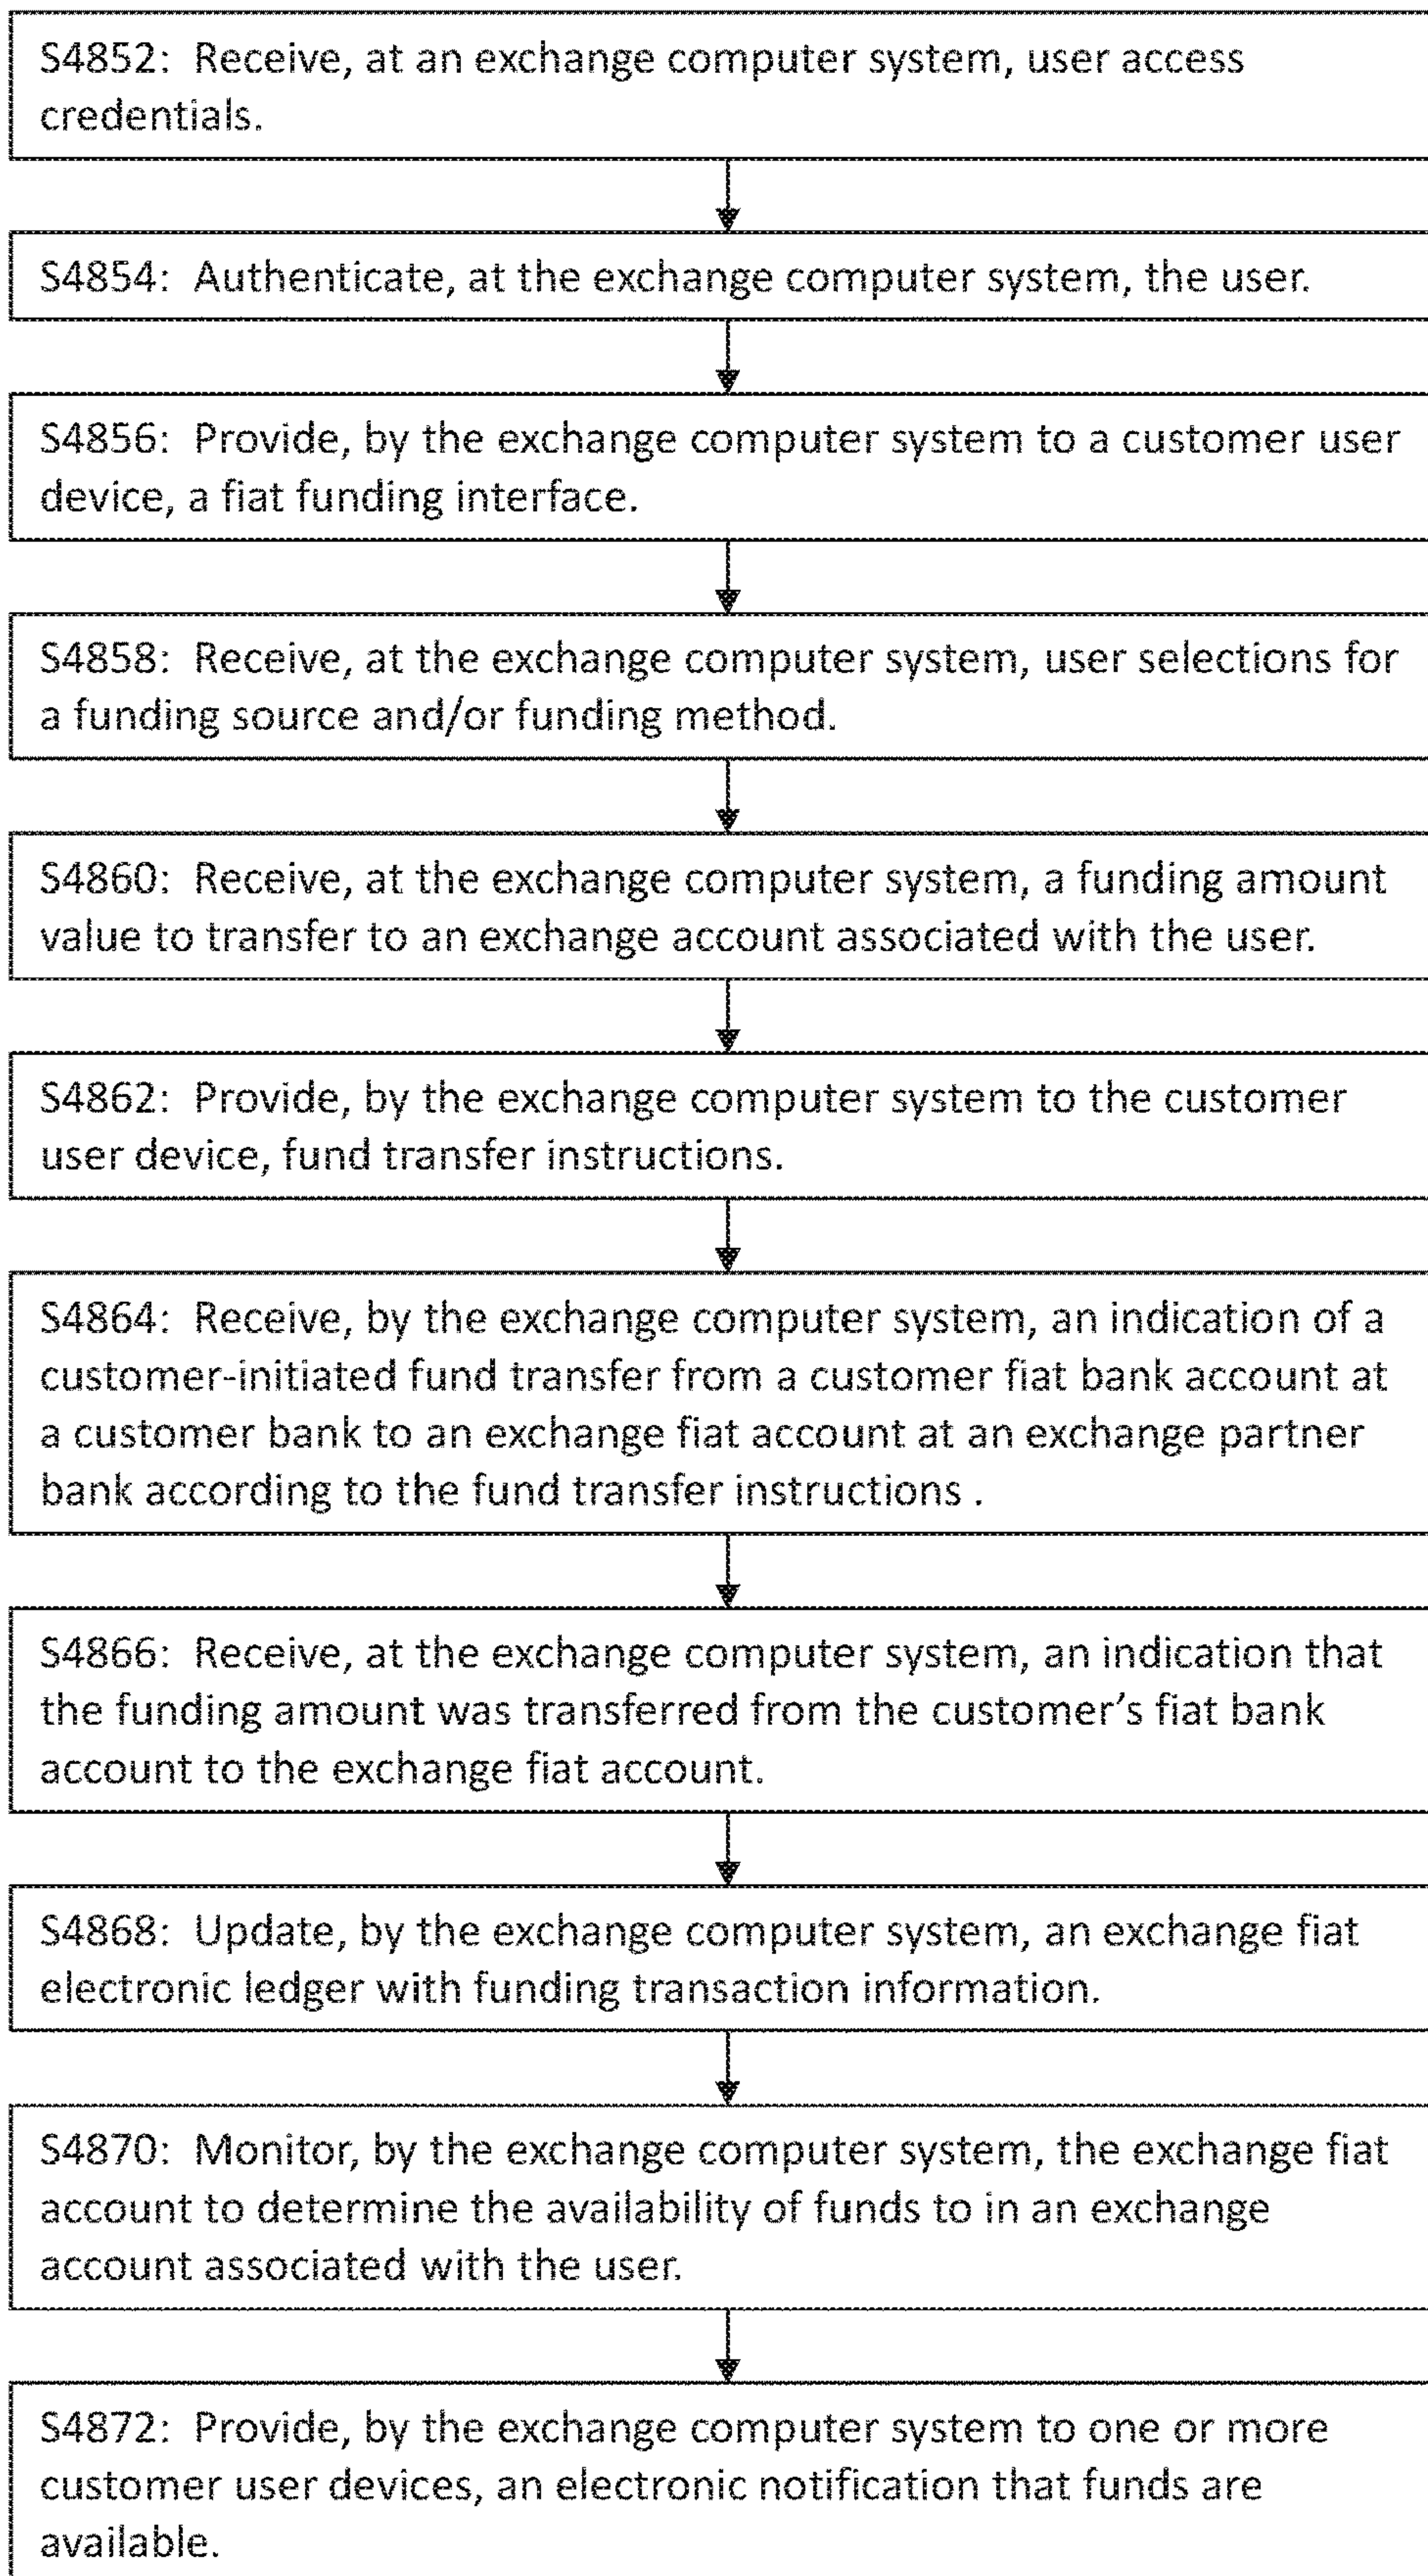 S4852: Receive, at an exchange computer system, user access
credentials.
S4854: Authenticate, at the exchange computer system, the user.
S4856: Provide, by the exchange computer system to a customer user
device, a fiat funding interface.
S4858: Receive, at the exchange computer system, user selections for
a funding source and/or funding method.
S4860: Receive, at the exchange computer system, a funding amount
value to transfer to an exchange account associated with the user.
S4862: Provide, by the exchange computer system to the customer
user device, fund transfer instructions.
S4864: Receive, by the exchange computer system, an indication of a
customer-initiated fund transfer from a customer fiat bank account at
a customer bank to an exchange fiat account at an exchange partner
bank according to the fund transfer instructions .
S4866: Receive, at the exchange computer system, an indication that
the funding amount was transferred from the customer’s fiat bank
account to the exchange fiat account.
S4868: Update, by the exchange computer system, an exchange fiat
electronic ledger with funding transaction information.
S4870: Monitor, by the exchange computer system, the exchange fiat
account to determine the availability of funds to in an exchange
account associated with the user.
S4872: Provide, by the exchange computer system to one or more
customer user devices, an electronic notification that funds are
available.